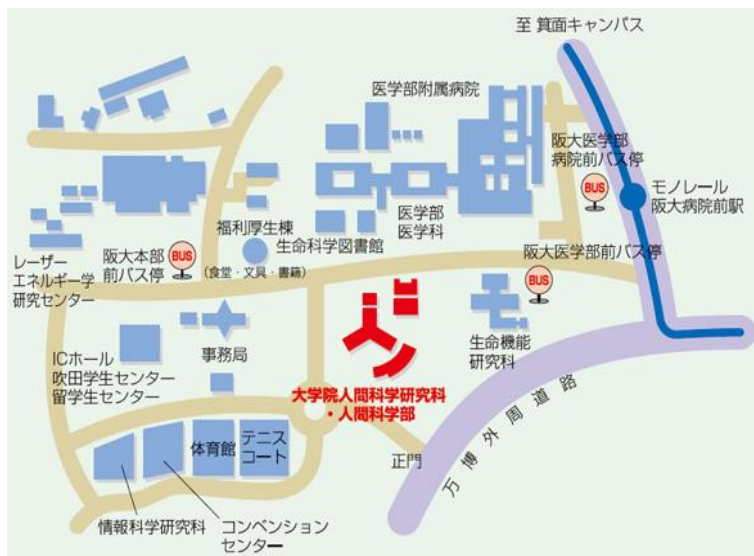 至 箕面キャンパス
医学部附属病院
阪大医学部
病院前バス停
BUS
モノレール
阪大病院前駅
医学部
医学科
福利厚生棟
生命科学図書館
(食堂・文具・書籍)
阪大本部
前バス停
BUS
レーザー
エネルギー学
研究センター
阪大医学部前バス停
BUS
生命機能
研究科
ICホール
吹田学生センター
留学生センター
事務局
大学院人間科学研究科
・人間科学部
体育館
テニス
コート
正門
万博外周道路
情報科学研究科
コンベンション
センター